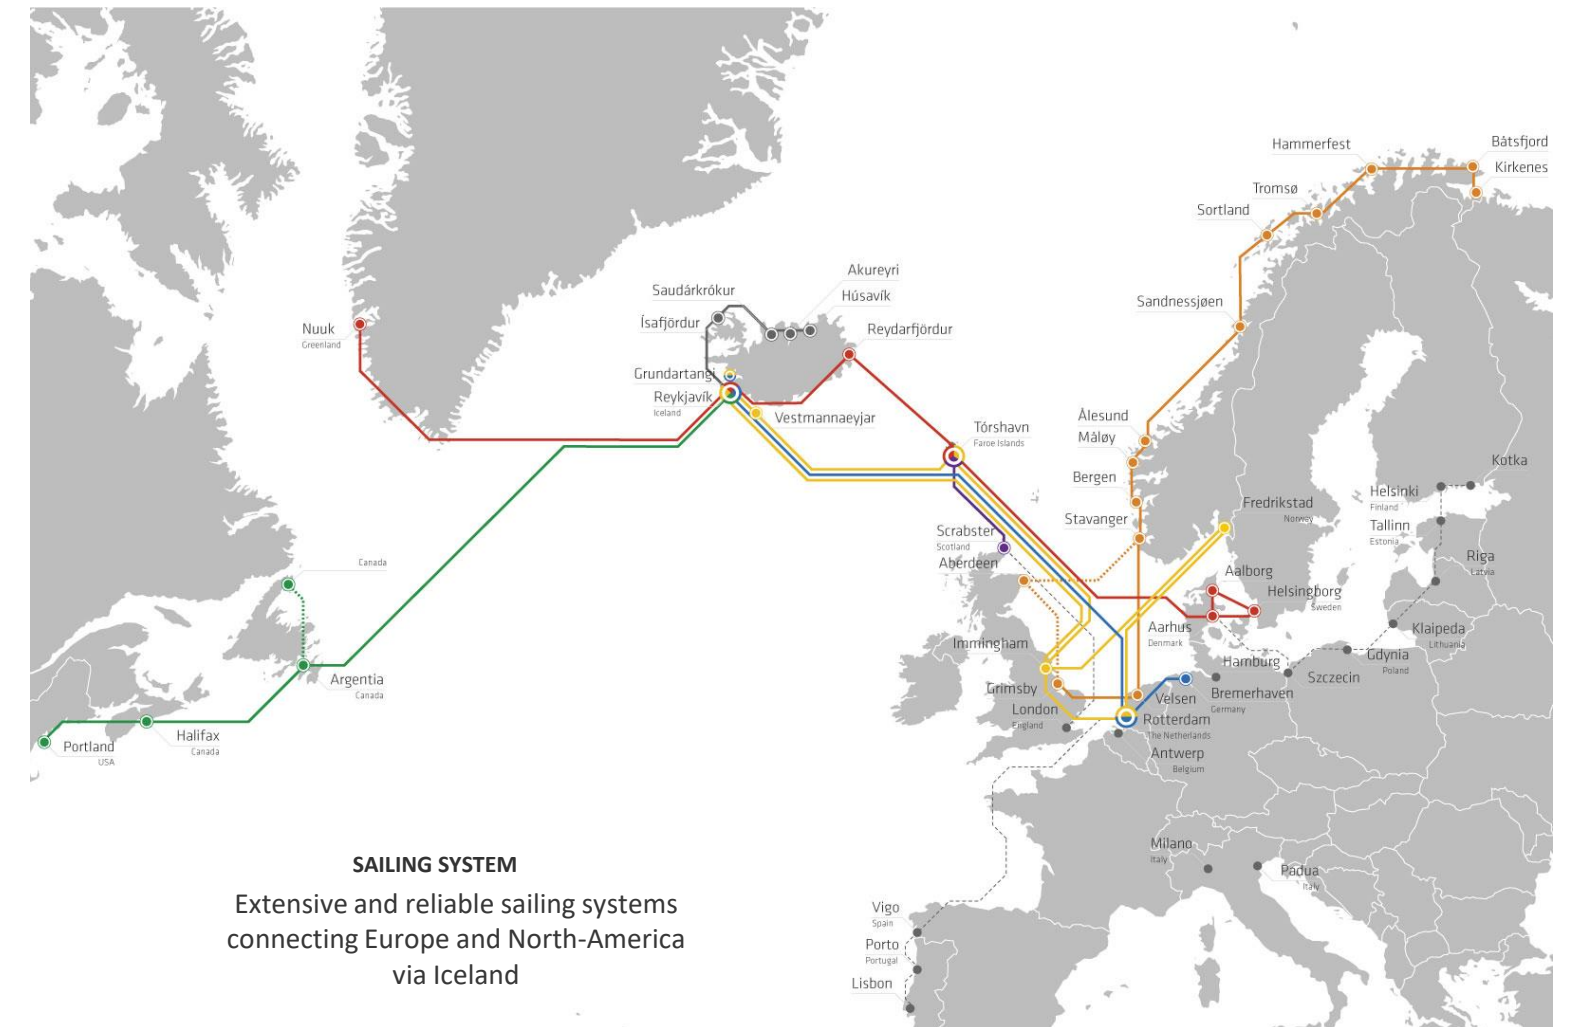 Hammerfest
Båtsfjord
Kirkenes
Tromsø
Sortland
Akureyri
Saudárkrókur
Húsavík
Sandnessjøen
Nuuk
Greenland
Ísafjördur
Reydarfjördur
Grundartangi
Reykjavík
Iceland
Vestmannaeyjar
Ålesund
Måløy
Tórshavn
Faroe Islands
Kotka
Bergen
Helsinki
Finland
Fredrikstad
Norway
Stavanger
Tallinn
Estonia
Scrabster
Scotland
Aberdeen
Riga
Latvia
Canada
Aalborg
Helsingborg
Sweden
Aarhus
Denmark
Klaipeda
Lithuania
Immingham
Gdynia
Poland
Hamburg
Szczecin
Argentia
Canada
Grimsby
Velsen
Bremerhaven
Germany
London
England
Rotterdam
The Netherlands
Halifax
Canada
Portland
USA
Antwerp
Belgium
Milano
Italy
Padua
Italy
SAILING SYSTEM
Extensive and reliable sailing systems
connecting Europe and North-America
via Iceland
Vigo
Spain
Porto
Portugal
Lisbon